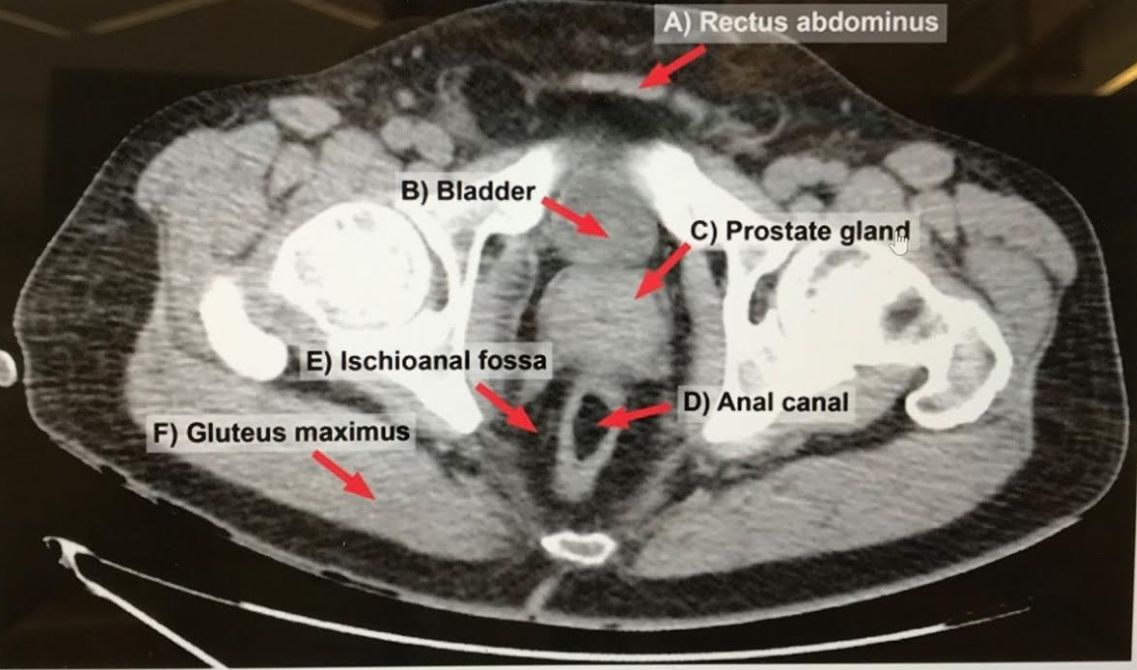 A) Rectus abdominus
B) Bladder
C) Prostate gland
E) Ischioanal fossa
D) Anal canal
F) Gluteus maximus